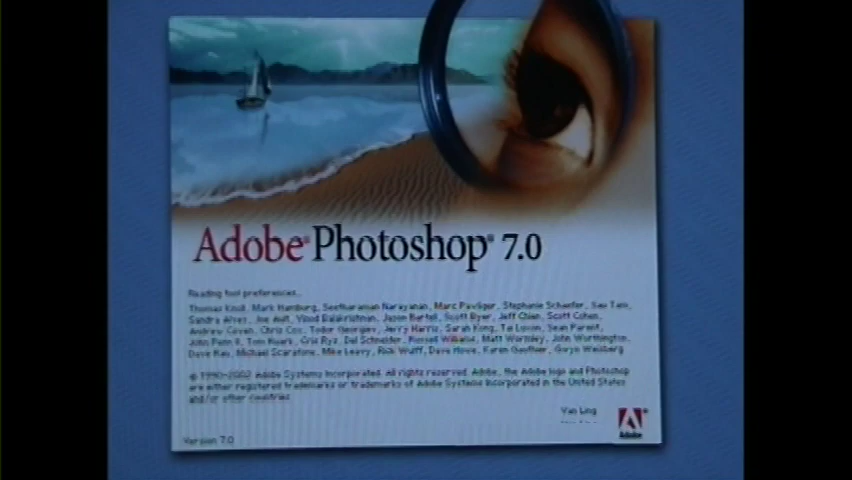 Adobe® Photoshop® 7.0
Reading tool preferences...
Thomas Knoll, Mark Hamburg, Seetharaman Narayanan, Marc Pawliger, Stephanie Schaefer, Sau Tam,
Sandra Alves, Joe Ault, Vinod Balakrishnan, Jason Bartell, Scott Byer, Jeff Chien, Scott Cohen,
Andrew Coven, Chris Cox, Todor Georgiev, Jerry Harris, Sarah Kong, Tai Luxon, Sean Parent,
John Penn II, Tom Ruark, Cris Rys, Del Schneider, Russell Williams, Matt Wormley, John Worthington,
Dave Ray, Michael Scarafone, Mike Leavy, Rick Wulff, Dave Howe, Karen Gauthier, Gwyn Weisberg
© 1990-2002 Adobe Systems Incorporated. All rights reserved. Adobe, the Adobe logo and Photoshop
are either registered trademarks or trademarks of Adobe Systems Incorporated in the United States
and/or other countries.
Van Ling
Adobe
Version 7.0